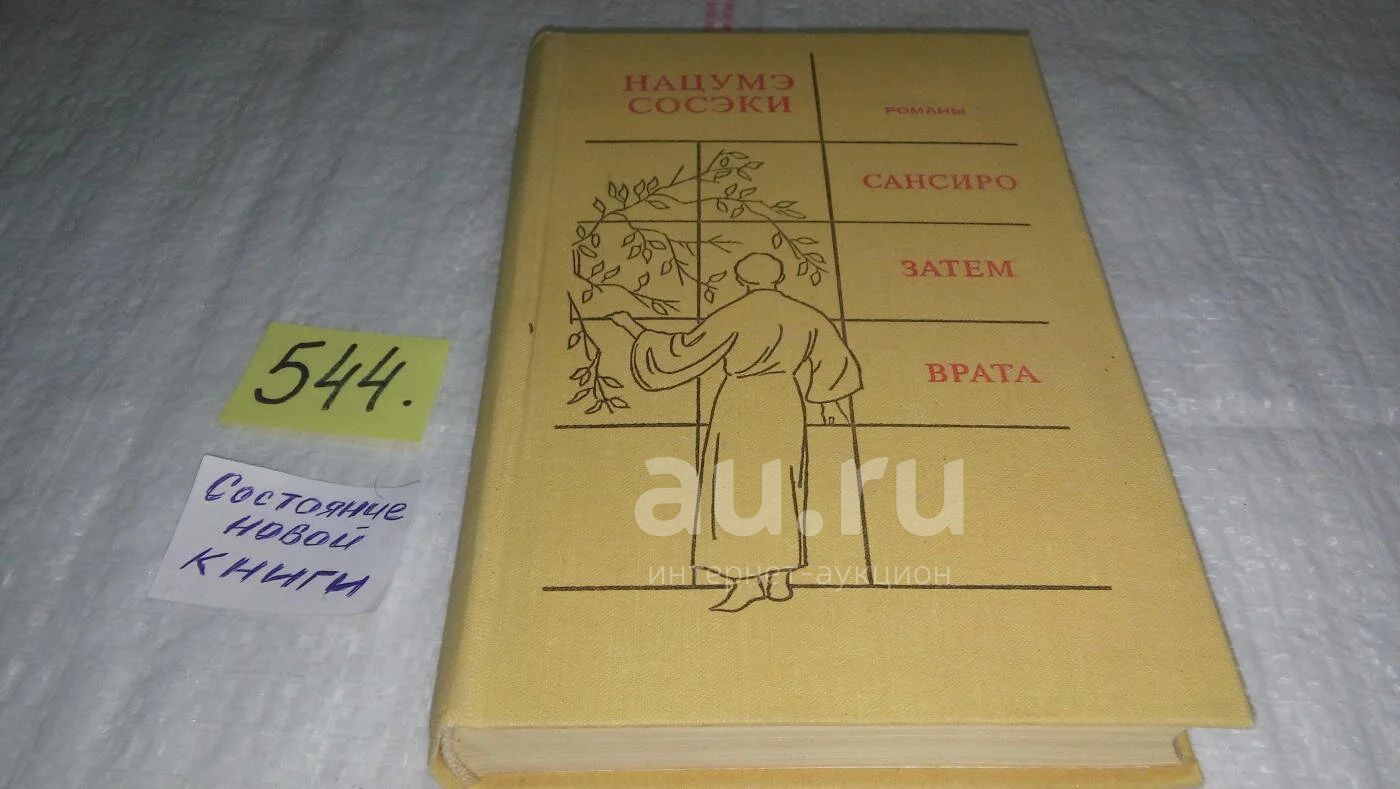 НАЦУМЭ
СОСЭКИ
РОМАНЫ
САНСИРО
ЗАТЕМ
ВРАТА
544.
Состояние
новой
книги
au.ru
интернет-аукцион